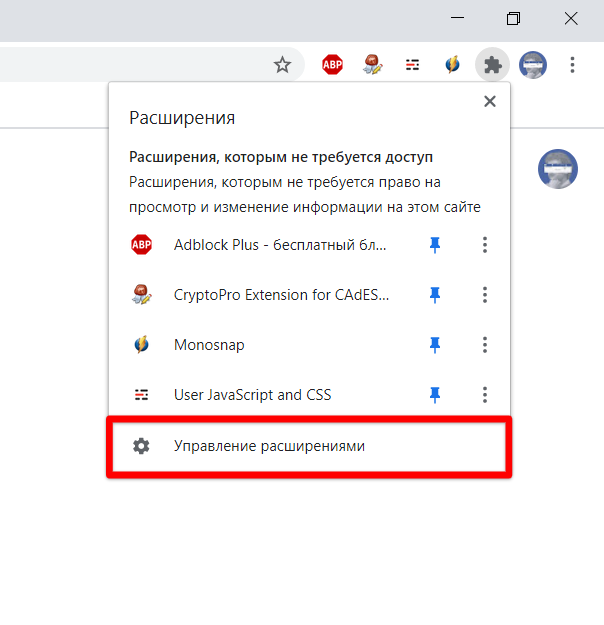 ABP
Расширения
Расширения, которым не требуется доступ
Расширения, которым не требуется право на
просмотр и изменение информации на этом сайте
ABP
Adblock Plus - бесплатный бл...
CryptoPro Extension for CAdES...
Monosnap
User JavaScript and CSS
Управление расширениями